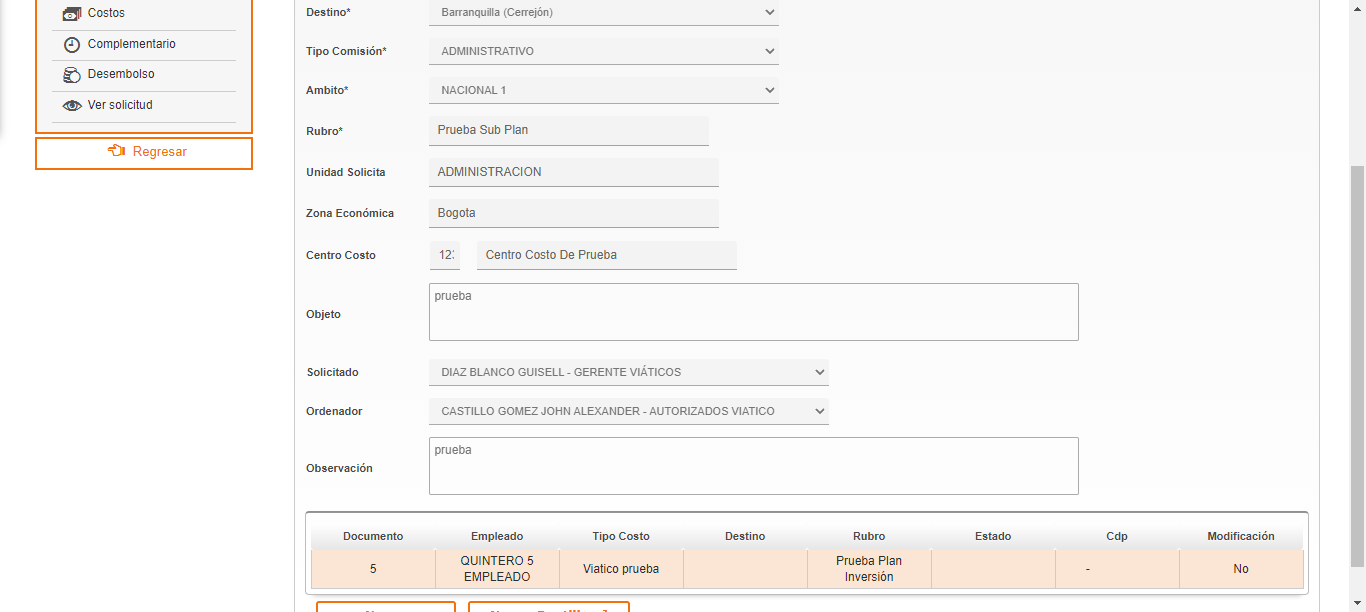 Costos
Complementario
Desembolso
Ver solicitud
Regresar
Destino* Barranquilla (Cerrejón)
Tipo Comisión* ADMINISTRATIVO
Ambito* NACIONAL 1
Rubro* Prueba Sub Plan
Unidad Solicita ADMINISTRACION
Zona Económica Bogota
Centro Costo 12 Centro Costo De Prueba
Objeto prueba
Solicitado DIAZ BLANCO GUISELL - GERENTE VIÁTICOS
Ordenador CASTILLO GOMEZ JOHN ALEXANDER - AUTORIZADOS VIATICO
Observación prueba
Documento Empleado Tipo Costo Destino Rubro Estado Cdp Modificación
5 QUINTERO 5 EMPLEADO Viatico prueba Prueba Plan Inversión - No